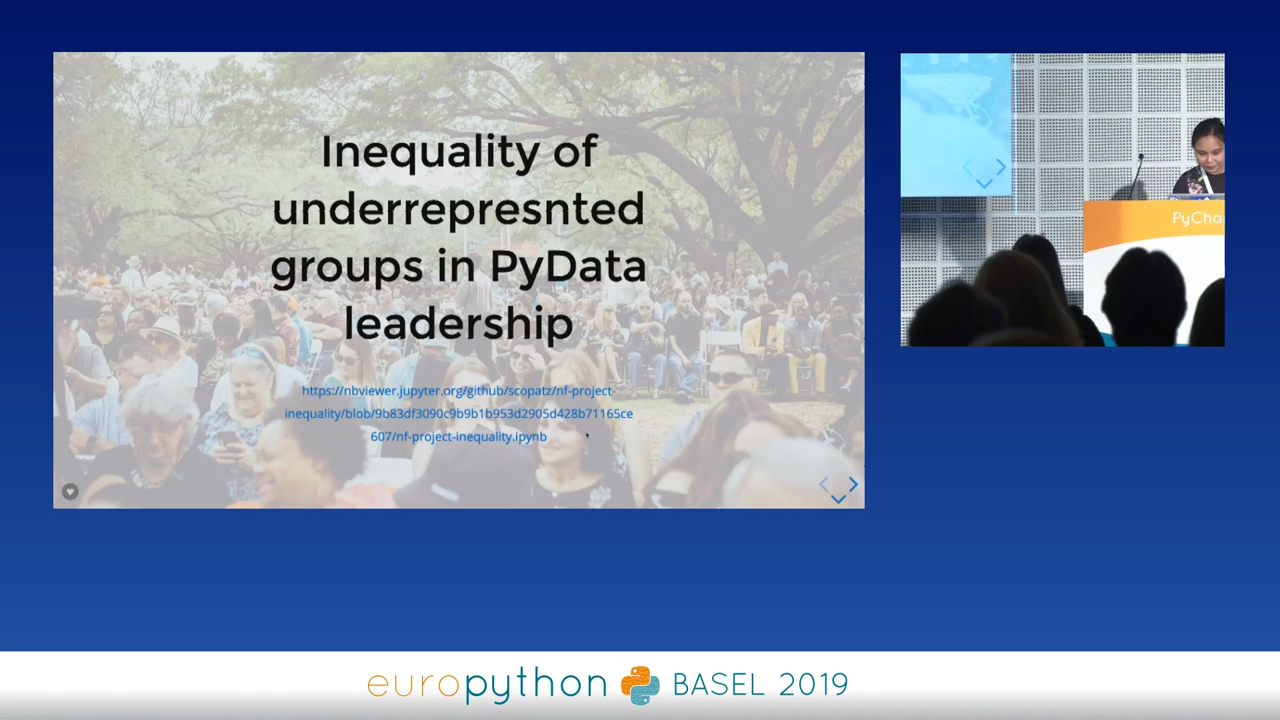 Inequality of
underrepresnted
groups in PyData
leadership
https://nbviewer.jupyter.org/github/scopatz/nf-project-
inequality/blob/9b83df3090c9b9b1b953d2905d428b71165ce
607/nf-project-inequality.ipynb
PyCha
europython BASEL 2019